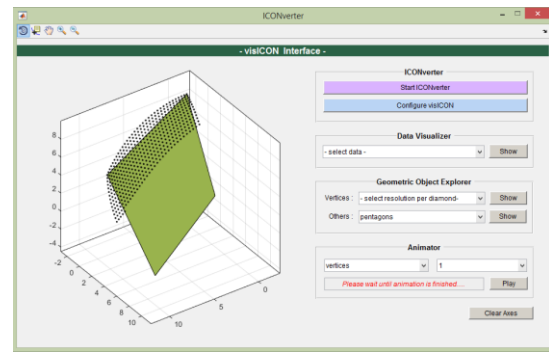 ICONverter
- visICON Interface -
ICONverter
Start ICONverter
Configure visICON
Data Visualizer
- select data -
Show
Geometric Object Explorer
Vertices : - select resolution per diamond- Show
Others : pentagons Show
Animator
vertices 1
Please wait until animation is finished.... Play
Clear Axes
8
6
4
2
0
-2
-4
-2
0
2
4
6
8
10
10
5
0